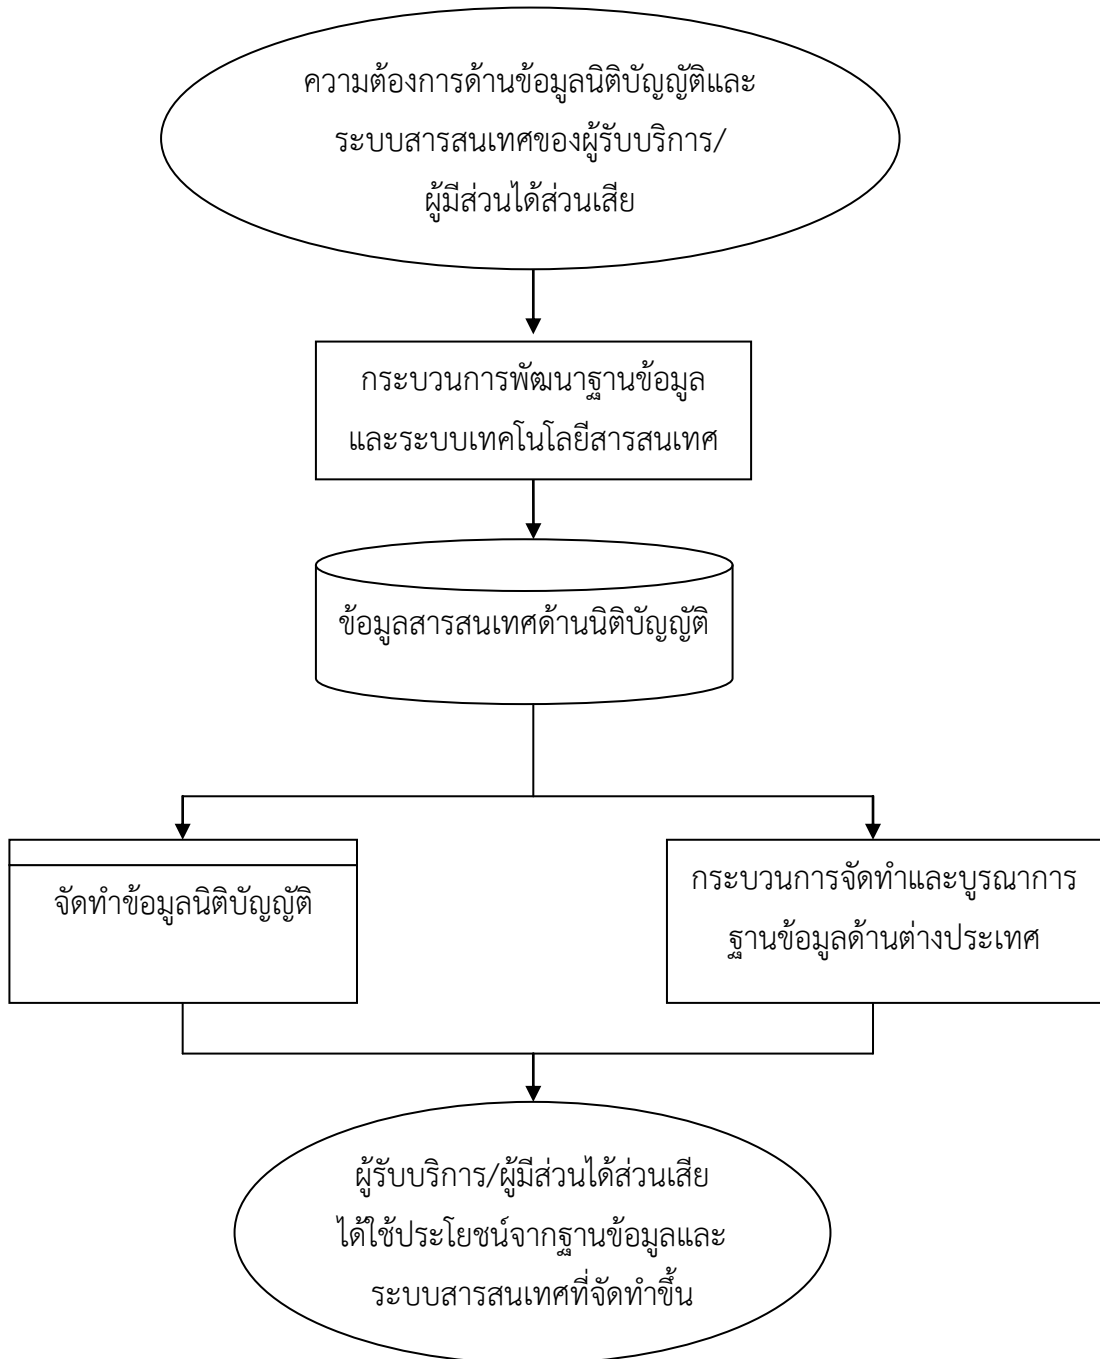 ความต้องการด้านข้อมูลนิติบัญญัติและ
ระบบสารสนเทศของผู้รับบริการ/
ผู้มีส่วนได้ส่วนเสีย
กระบวนการพัฒนาฐานข้อมูล
และระบบเทคโนโลยีสารสนเทศ
ข้อมูลสารสนเทศด้านนิติบัญญัติ
จัดทำข้อมูลนิติบัญญัติ
กระบวนการจัดทำและบูรณาการ
ฐานข้อมูลด้านต่างประเทศ
ผู้รับบริการ/ผู้มีส่วนได้ส่วนเสีย
ได้ใช้ประโยชน์จากฐานข้อมูลและ
ระบบสารสนเทศที่จัดทำขึ้น